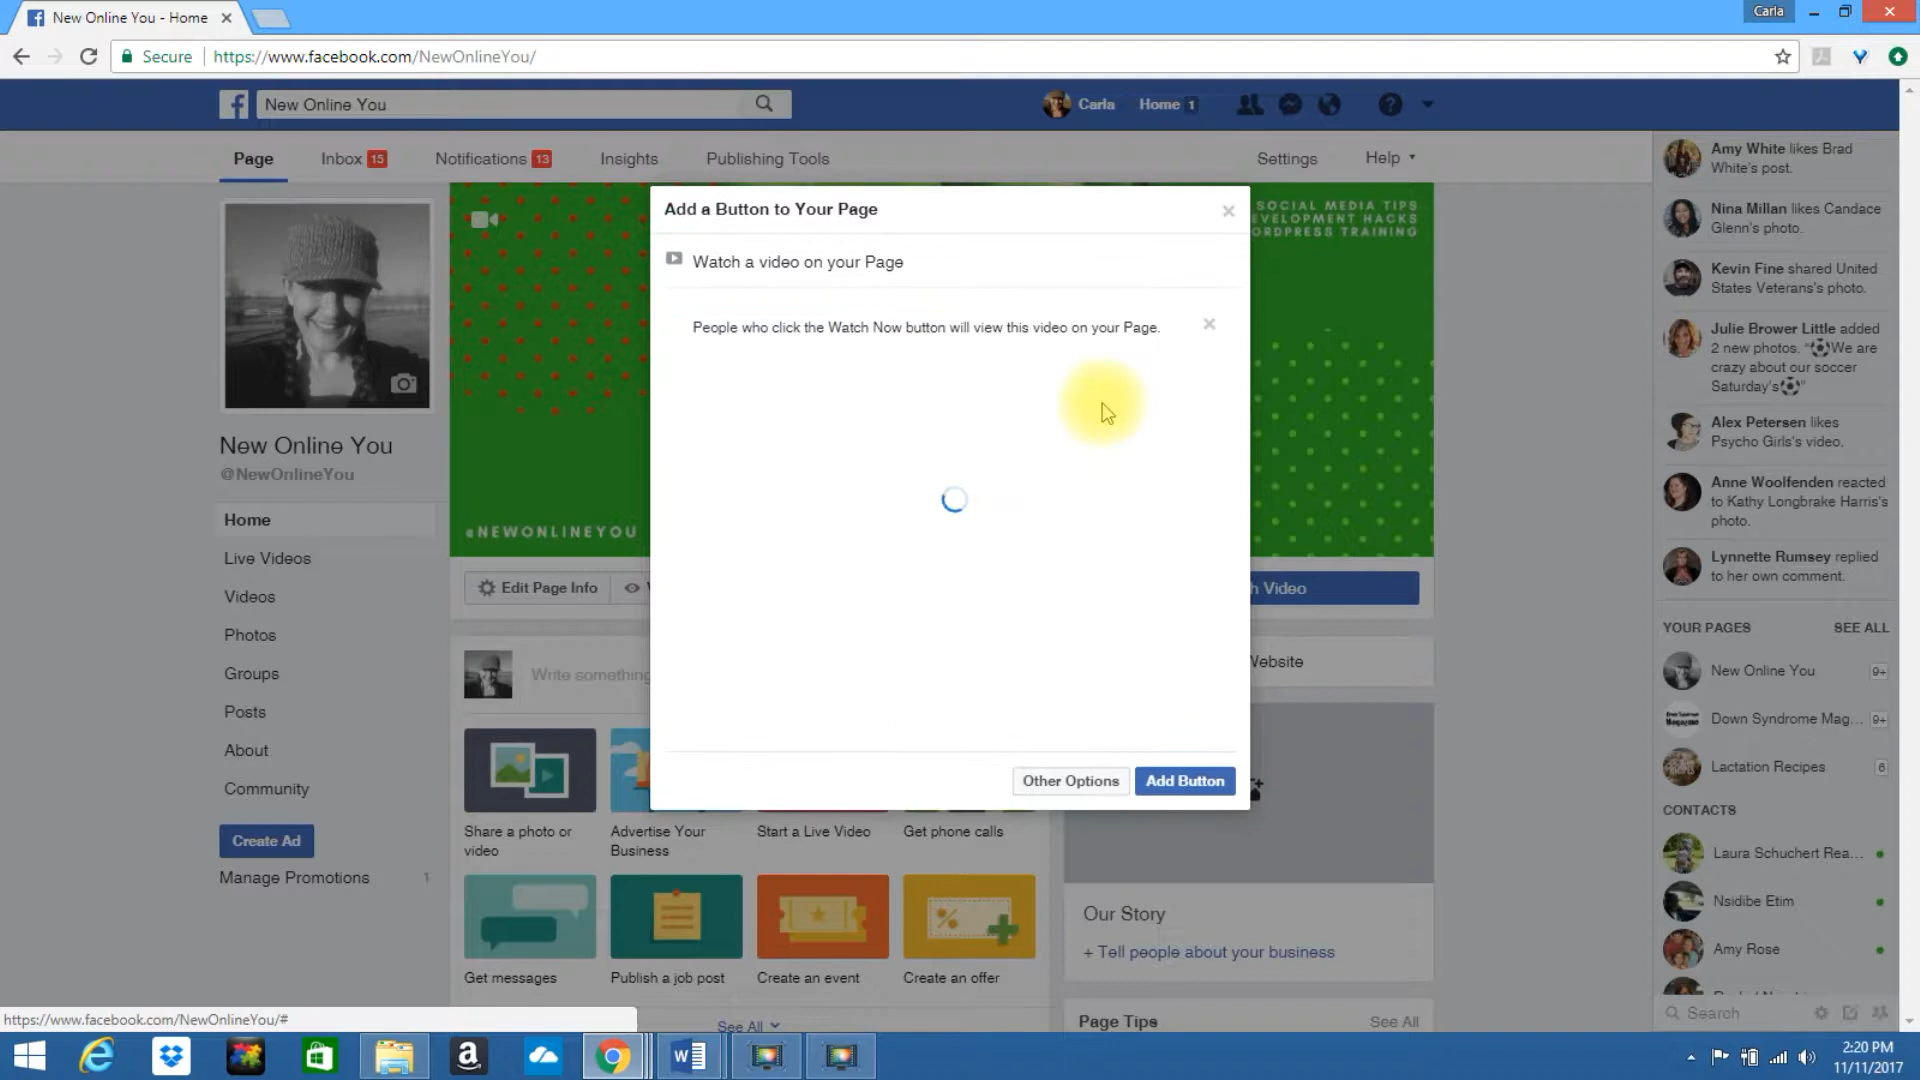 New Online You - Home
Carla
Secure
https://www.facebook.com/NewOnlineYou/
New Online You
Carla
Home 1
Page
Inbox 15
Notifications 13
Insights
Publishing Tools
Settings
Help
SOCIAL MEDIA TIPS
EVELOPMENT HACKS
ORDPRESS TRAINING
@NEWONLINEYOU
New Online You
@NewOnlineYou
Home
Live Videos
Videos
Photos
Groups
Posts
About
Community
Create Ad
Manage Promotions 1
Add a Button to Your Page
Watch a video on your Page
People who click the Watch Now button will view this video on your Page.
Other Options
Add Button
Edit Page Info
h Video
Write something
Website
Share a photo or
video
Advertise Your
Business
Start a Live Video
Get phone calls
Get messages
Publish a job post
Create an event
Create an offer
See All
Our Story
+ Tell people about your business
Page Tips
See All
Amy White likes Brad
White's post.
Nina Millan likes Candace
Glenn's photo.
Kevin Fine shared United
States Veterans's photo.
Julie Brower Little added
2 new photos. "⚽We are
crazy about our soccer
Saturday's⚽"
Alex Petersen likes
Psycho Girls's video.
Anne Woolfenden reacted
to Kathy Longbrake Harris's
photo.
Lynnette Rumsey replied
to her own comment.
YOUR PAGES
SEE ALL
New Online You 9+
Down Syndrome Mag... 9+
Lactation Recipes 6
CONTACTS
Laura Schuchert Rea...
Nsidibe Etim
Amy Rose
Search
https://www.facebook.com/NewOnlineYou/#
2:20 PM
11/11/2017